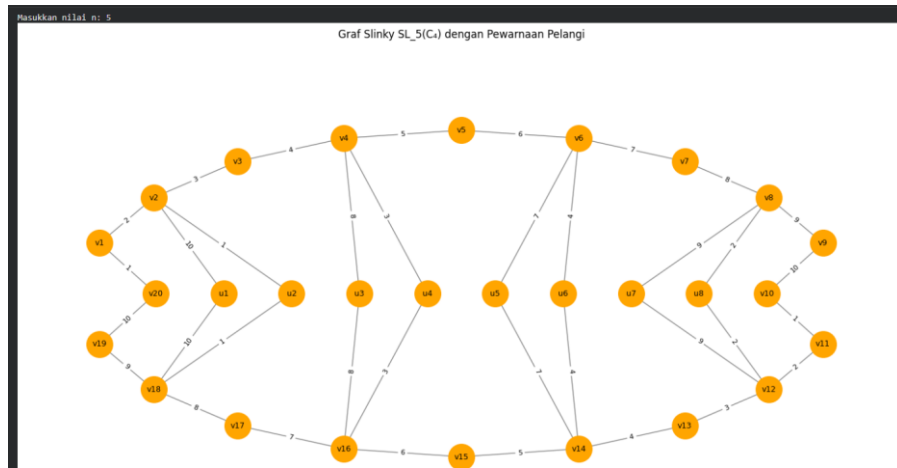 Masukkan nilai n: 5
Graf Slinky SL_5(C₄) dengan Pewarnaan Pelangi
v5
5 6
v4 v6
4 7
v3 v7
3 8
v2 v8
2 9
8 3 7 4
10 1 9 2
v1 v9
1 10
v20 u1 u2 u3 u4 u5 u6 u7 u8 v10
10 1
v19 v11
10 1 8 3 7 4 9 2
9 2
v18 v12
8 3
v17 v13
7 4
v16 v14
6 5
v15